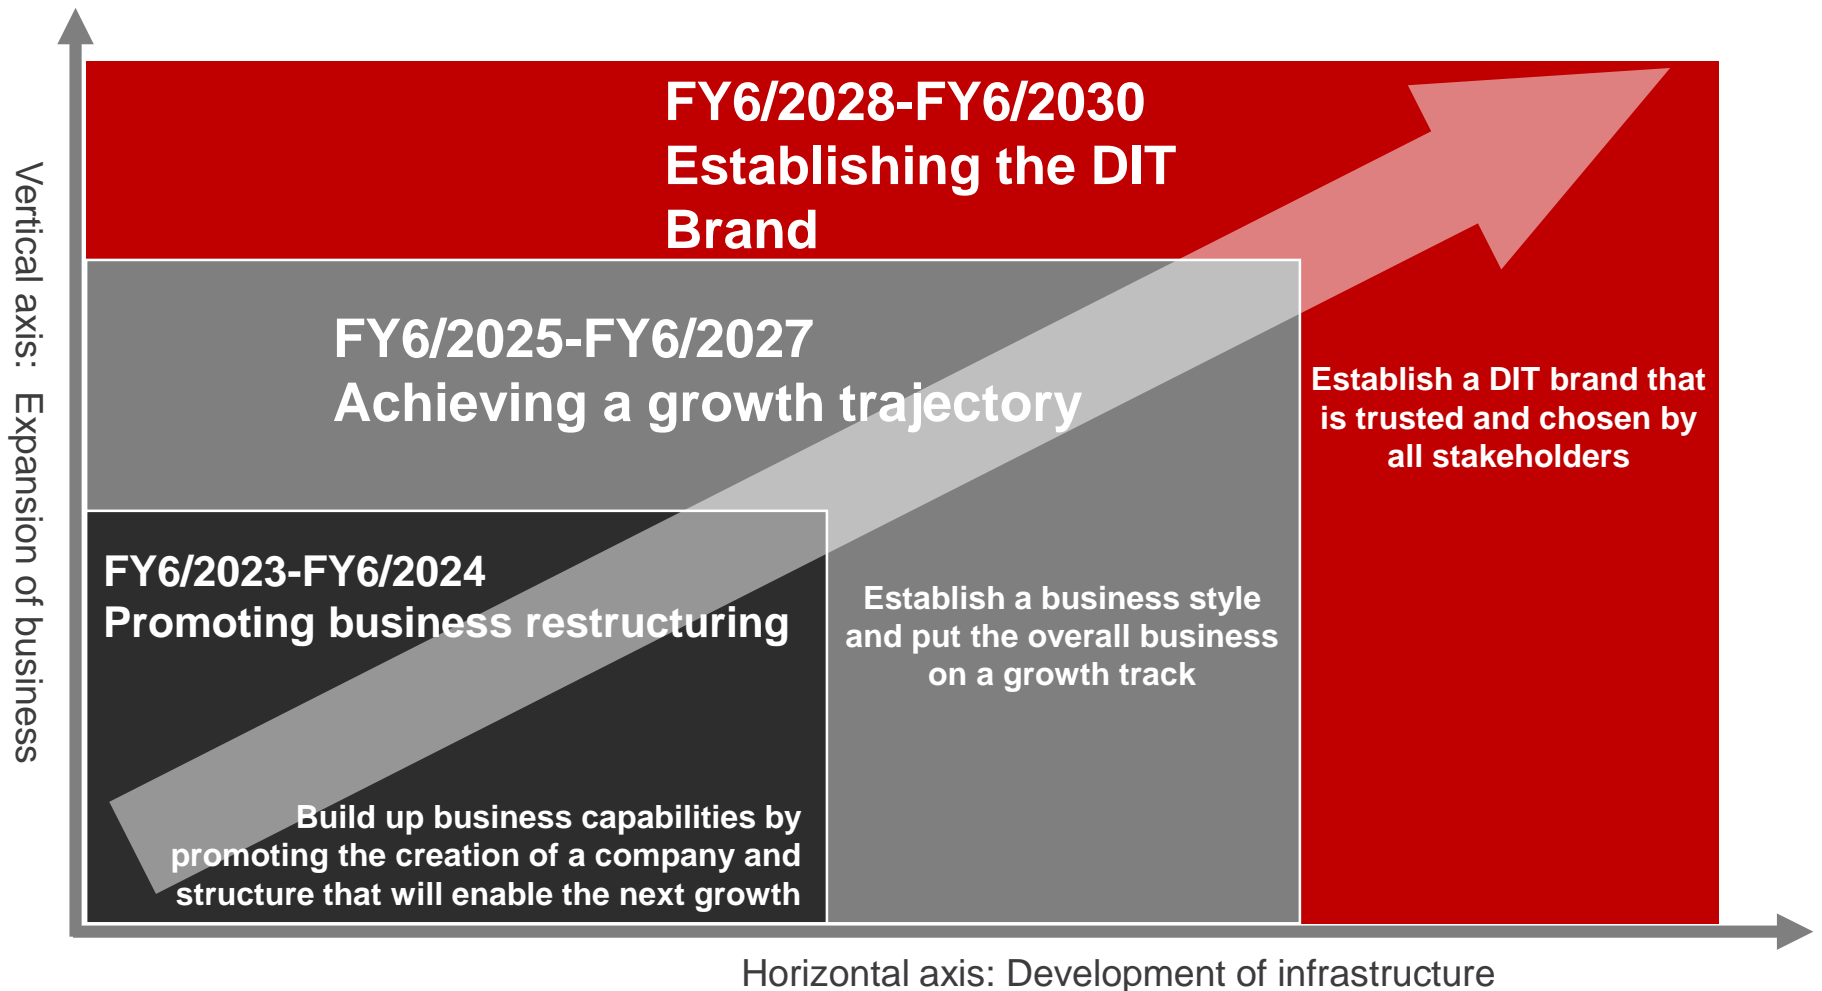 FY6/2028-FY6/2030
Establishing the DIT
Brand
FY6/2025-FY6/2027
Achieving a growth trajectory
Establish a DIT brand that
is trusted and chosen by
all stakeholders
FY6/2023-FY6/2024
Promoting business restructuring
Establish a business style
and put the overall business
on a growth track
Build up business capabilities by
promoting the creation of a company and
structure that will enable the next growth
Vertical axis: Expansion of business
Horizontal axis: Development of infrastructure